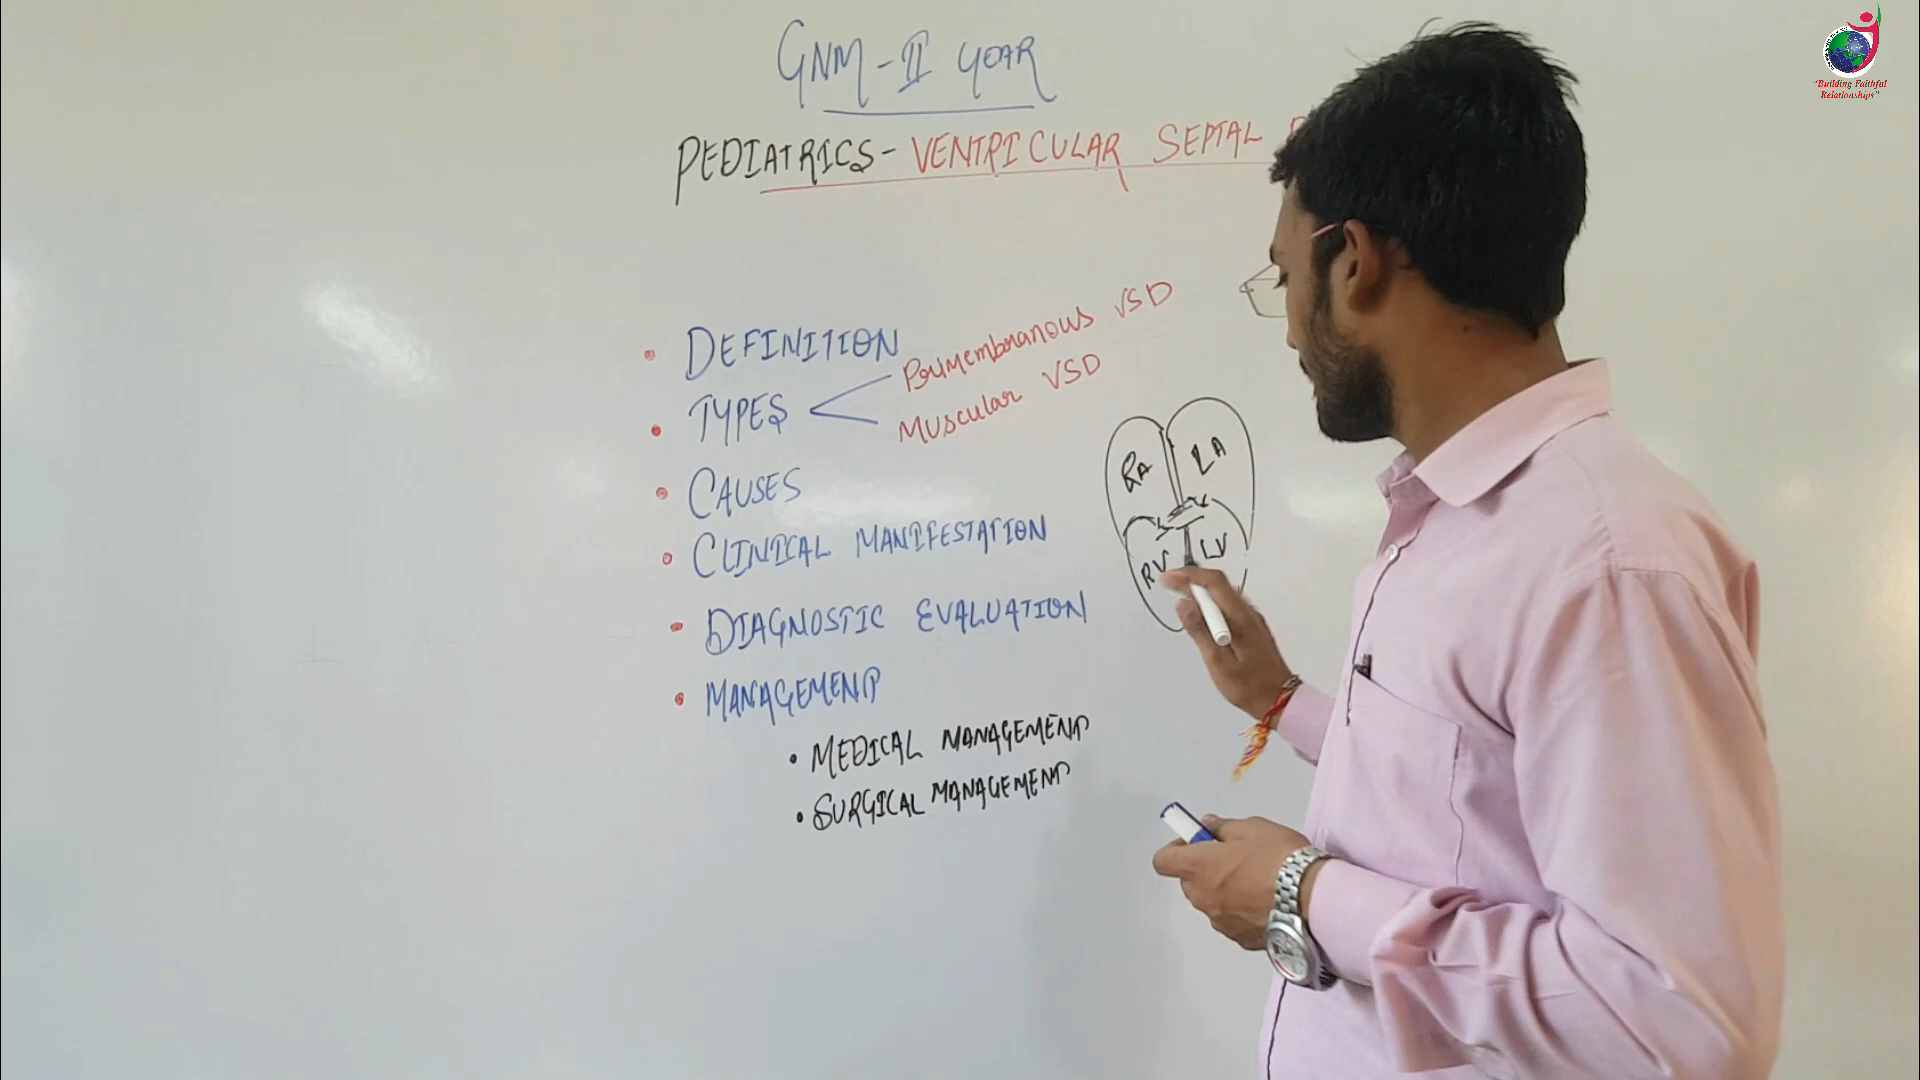 GNM-II YEAR
PEDIATRICS- VENTRICULAR SEPTAL
• DEFINITION
Perimembranous VSD
• TYPES
Muscular VSD
• CAUSES
• CLINICAL MANIFESTATION
• DIAGNOSTIC EVALUATION
• MANAGEMENT
• MEDICAL MANAGEMENT
• SURGICAL MANAGEMENT
RA LA
RV LV
"Building Faithful
Relationships"